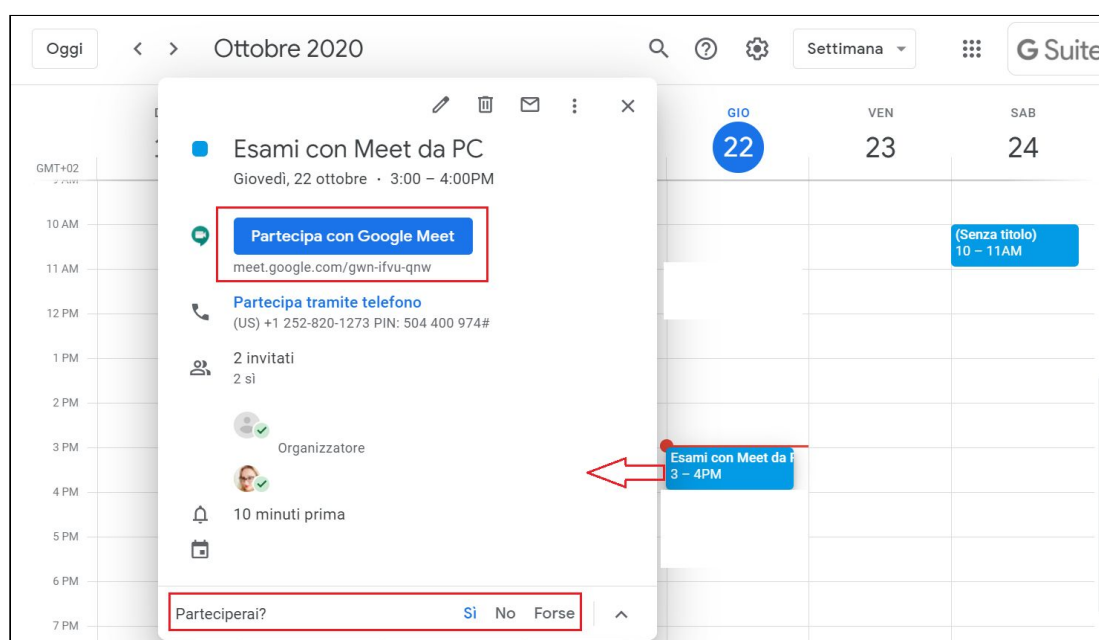 Oggi
Ottobre 2020
Settimana
G Suite
GIO
VEN
SAB
22
23
24
GMT+02
Esami con Meet da PC
Giovedì, 22 ottobre · 3:00 – 4:00PM
Partecipa con Google Meet
meet.google.com/gwn-ifvu-qnw
Partecipa tramite telefono
(US) +1 252-820-1273 PIN: 504 400 974#
2 invitati
2 sì
Organizzatore
10 minuti prima
Parteciperai?
Sì No Forse
10 AM
11 AM
12 PM
1 PM
2 PM
3 PM
4 PM
5 PM
6 PM
7 PM
(Senza titolo)
10 – 11AM
Esami con Meet da
3 – 4PM